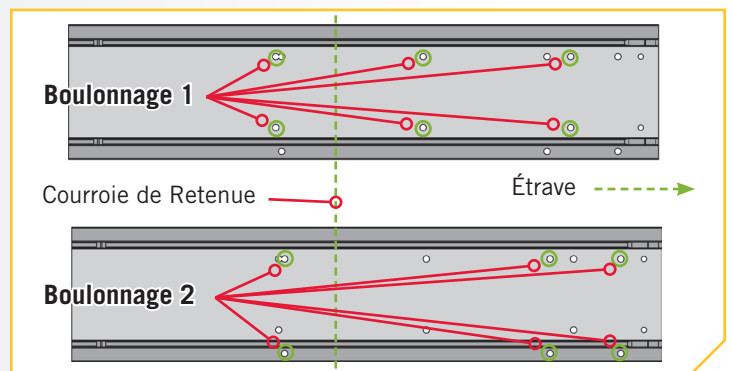 Boulonnage 1
Courroie de Retenue
Étrave
Boulonnage 2